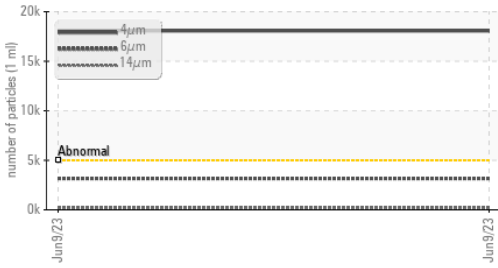 number of particles (1 ml)
20k
15k
10k
5k
0k
4µm
6µm
14µm
Abnormal
Jun9/23
Jun9/23